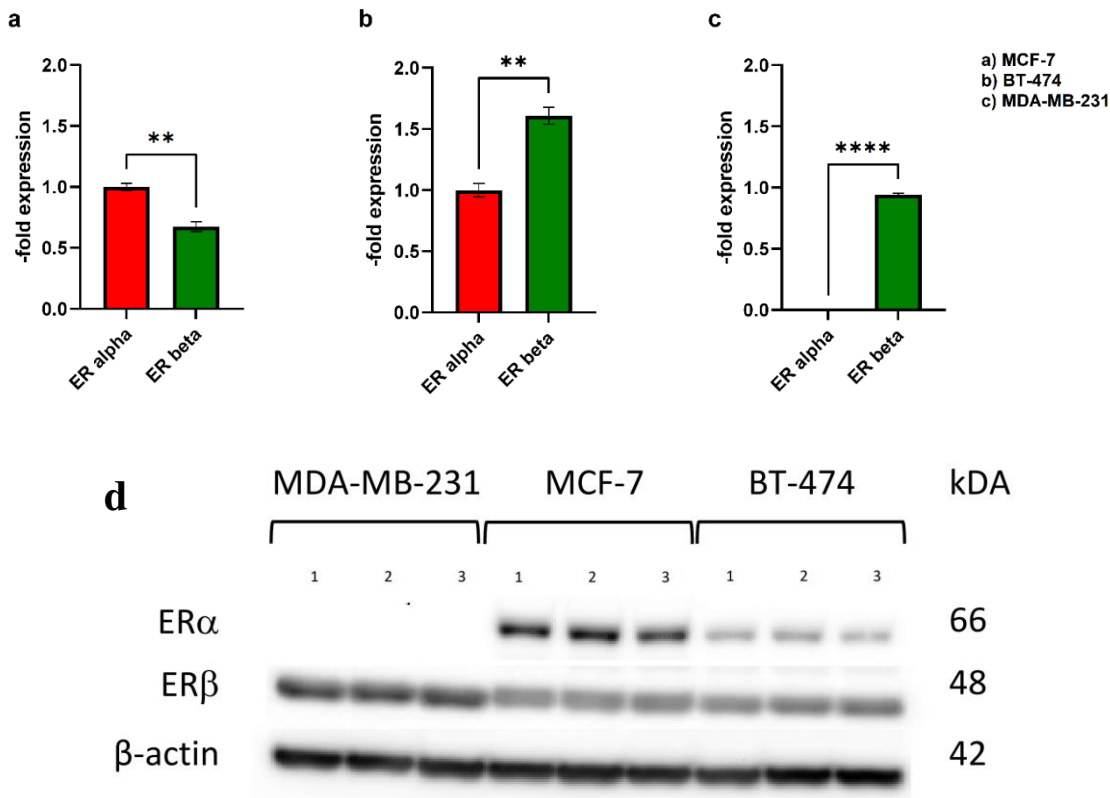 a
b
c
a) MCF-7
b) BT-474
c) MDA-MB-231
-fold expression
2.0
1.5
1.0
0.5
0.0
**
ER alpha
ER beta
-fold expression
2.0
1.5
1.0
0.5
0.0
**
ER alpha
ER beta
-fold expression
2.0
1.5
1.0
0.5
0.0
****
ER alpha
ER beta
d
MDA-MB-231 MCF-7 BT-474 kDA
1 2 3 1 2 3 1 2 3
ERα 66
ERβ 48
β-actin 42